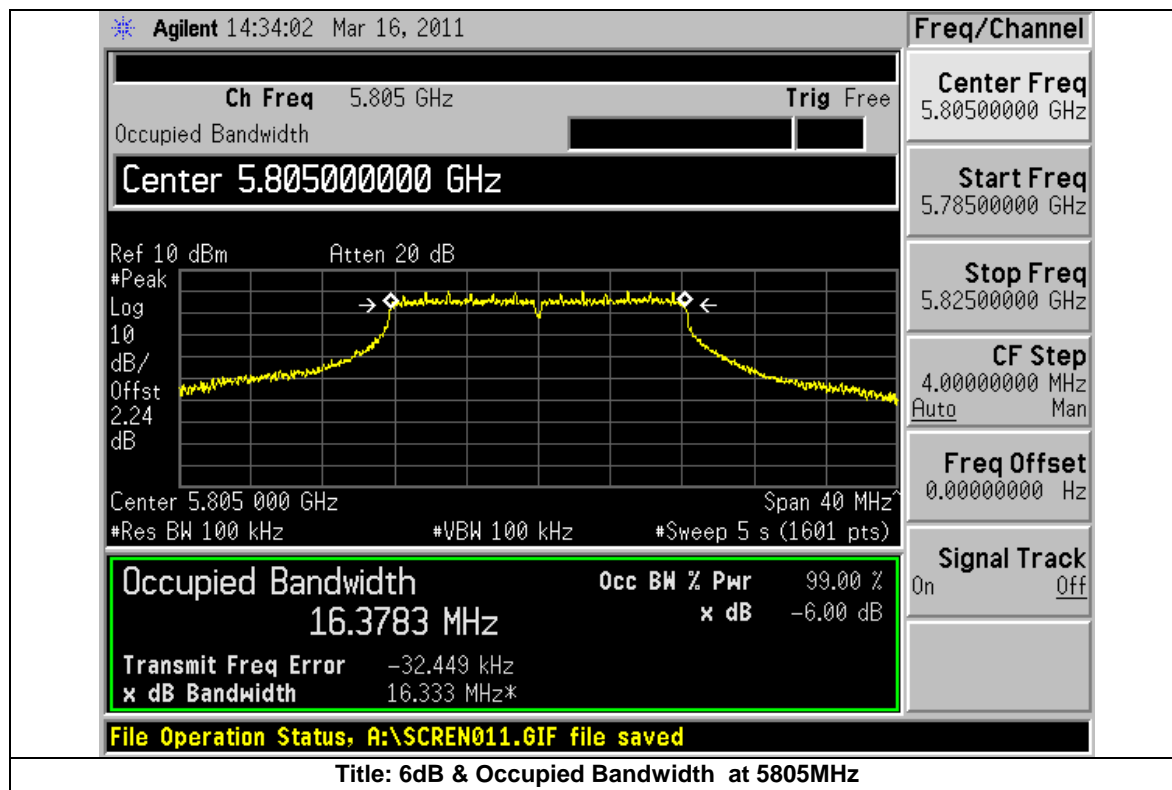 Agilent 14:34:02 Mar 16, 2011
Freq/Channel
Ch Freq 5.805 GHz Trig Free
Occupied Bandwidth
Center 5.805000000 GHz
Ref 10 dBm Atten 20 dB
#Peak
Log
10
dB/
Offst
2.24
dB
Center 5.805 000 GHz Span 40 MHz^
#Res BW 100 kHz #VBW 100 kHz #Sweep 5 s (1601 pts)
Occupied Bandwidth Occ BW % Pwr 99.00 %
16.3783 MHz x dB -6.00 dB
Transmit Freq Error -32.449 kHz
x dB Bandwidth 16.333 MHz*
File Operation Status, A:\SCREN011.GIF file saved
Center Freq
5.80500000 GHz
Start Freq
5.78500000 GHz
Stop Freq
5.82500000 GHz
CF Step
4.00000000 MHz
Auto Man
Freq Offset
0.00000000 Hz
Signal Track
On Off
Title: 6dB & Occupied Bandwidth at 5805MHz